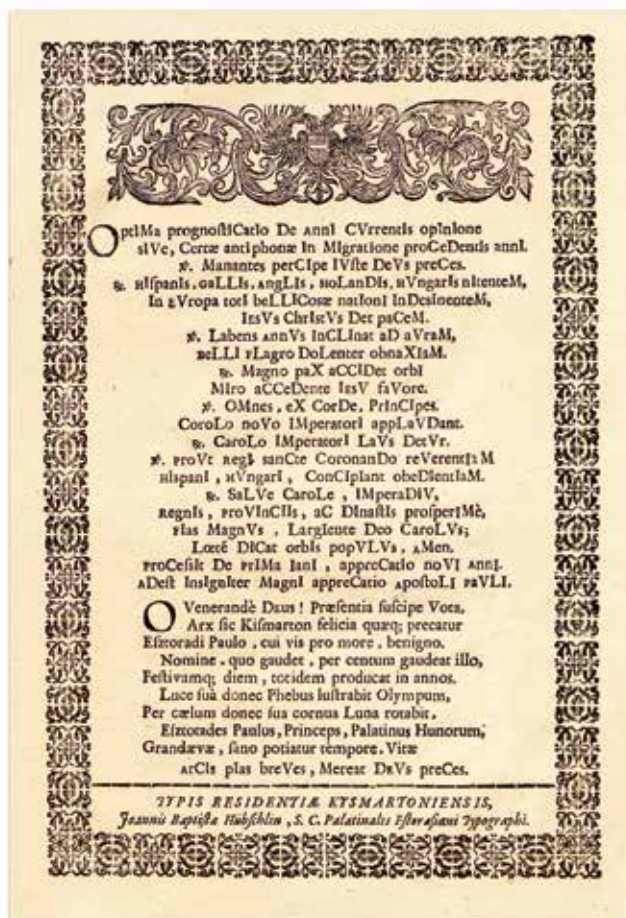 OptIMa prognostICatIo De AnnI CVrrentIs opInIone
sIVe, Certæ antIphonæ In MIgratIone proCeDentIs annI.
℣. Manantes perCIpe IVste DeVs preCes.
℟. HIspanIs, GaLLIs, AngLIs, HoLanDIs, HVngarIs nItenteM,
In EVropa totI beLLICosæ natIonI InDesInenteM,
IesVs ChrIstVs Det paCeM.
℣. Labens AnnVs InCLInat aD aVraM,
BeLLI FLagro DoLenter obnaXIaM.
℟. Magno paX aCCIDet orbI
MIro aCCeDente IesV faVore.
℣. OMnes, eX CorDe, PrInCIpes,
CoroLo noVo IMperatorI appLaVDant.
℟. CaroLo IMperatorI LaVs DetVr.
℣. ProVt RegI sanCte CoronanDo reVerentIaM
HIspanI, HVngarI, ConCIpIant obeDIentIaM.
℟. SaLVe CaroLe, IMperaDIV,
RegnIs, ProVInCIIs, aC DInastIs prosperIMè,
PIas MagnVs, LargIente Deo CaroLVs;
Lœtè DICat orbIs popVLVs, AMen.
ProCessIt De PrIMa IanI, appreCatIo noVI AnnI.
ADest InsIgnIter MagnI appreCatIo ApostoLI PaVLI.
O Venerandè Deus! Præsentia suscipe Vota,
Arx sic Kismarton felicia quæq; precatur
Esztoradi Paulo, cui vis pro more, benigno.
Nomine, quo gaudet, per centum gaudeat illo,
Festivamq; diem, totidem producat in annos.
Luce suâ donec Phebus lustrabit Olympum,
Per cælum donec sua cornua Luna rotabit,
Esztorades Paulus, Princeps, Palatinus Hunorum,
Grandævæ, sano potiatur tempore, Vitæ
ArCIs pIas breVes, Mereat DeVs preCes.
TYPIS RESIDENTIÆ KYSMARTONIENSIS,
Joannis Baptistæ Hübschlin, S. C. Palatinales Estorasiani Typographi.